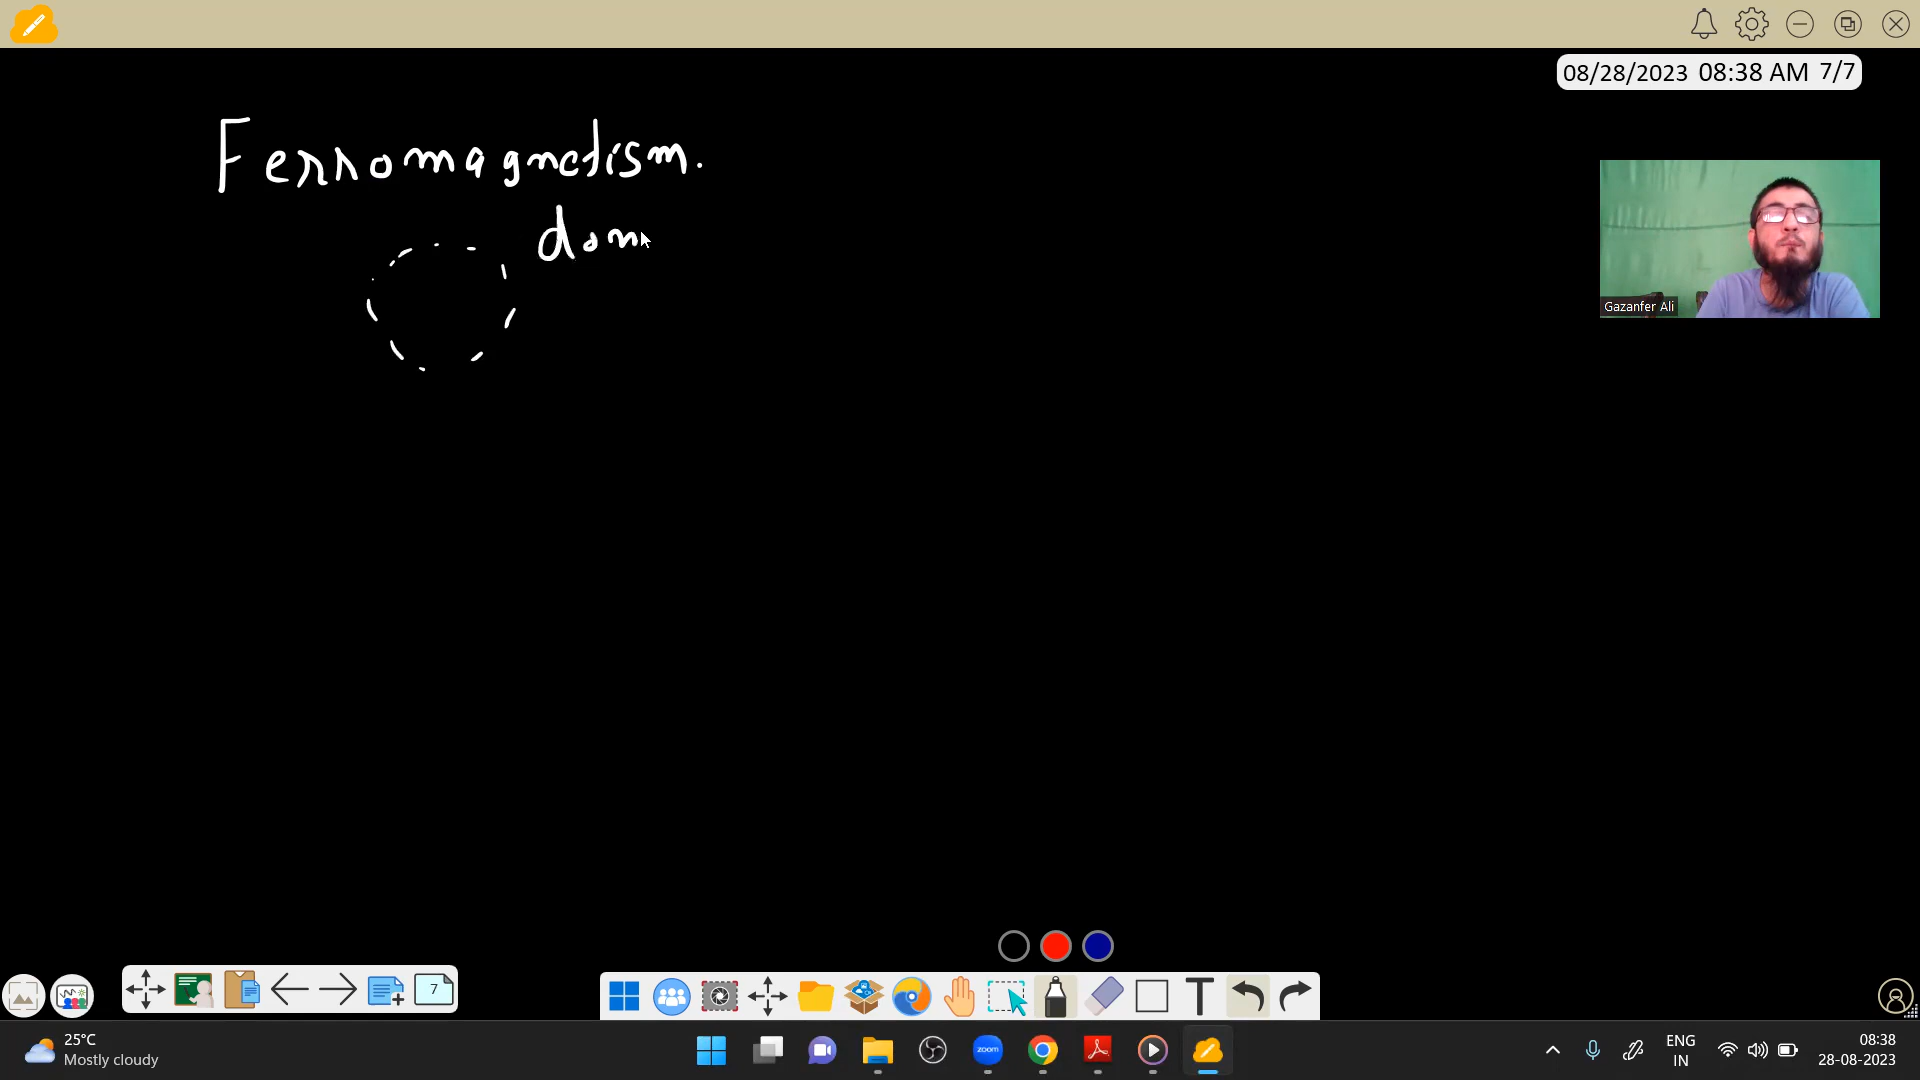 08/28/2023 08:38 AM 7/7
Ferromagnetism.
dom
Gazanfer Ali
7
25°C
Mostly cloudy
zoom
ENG
IN
08:38
28-08-2023